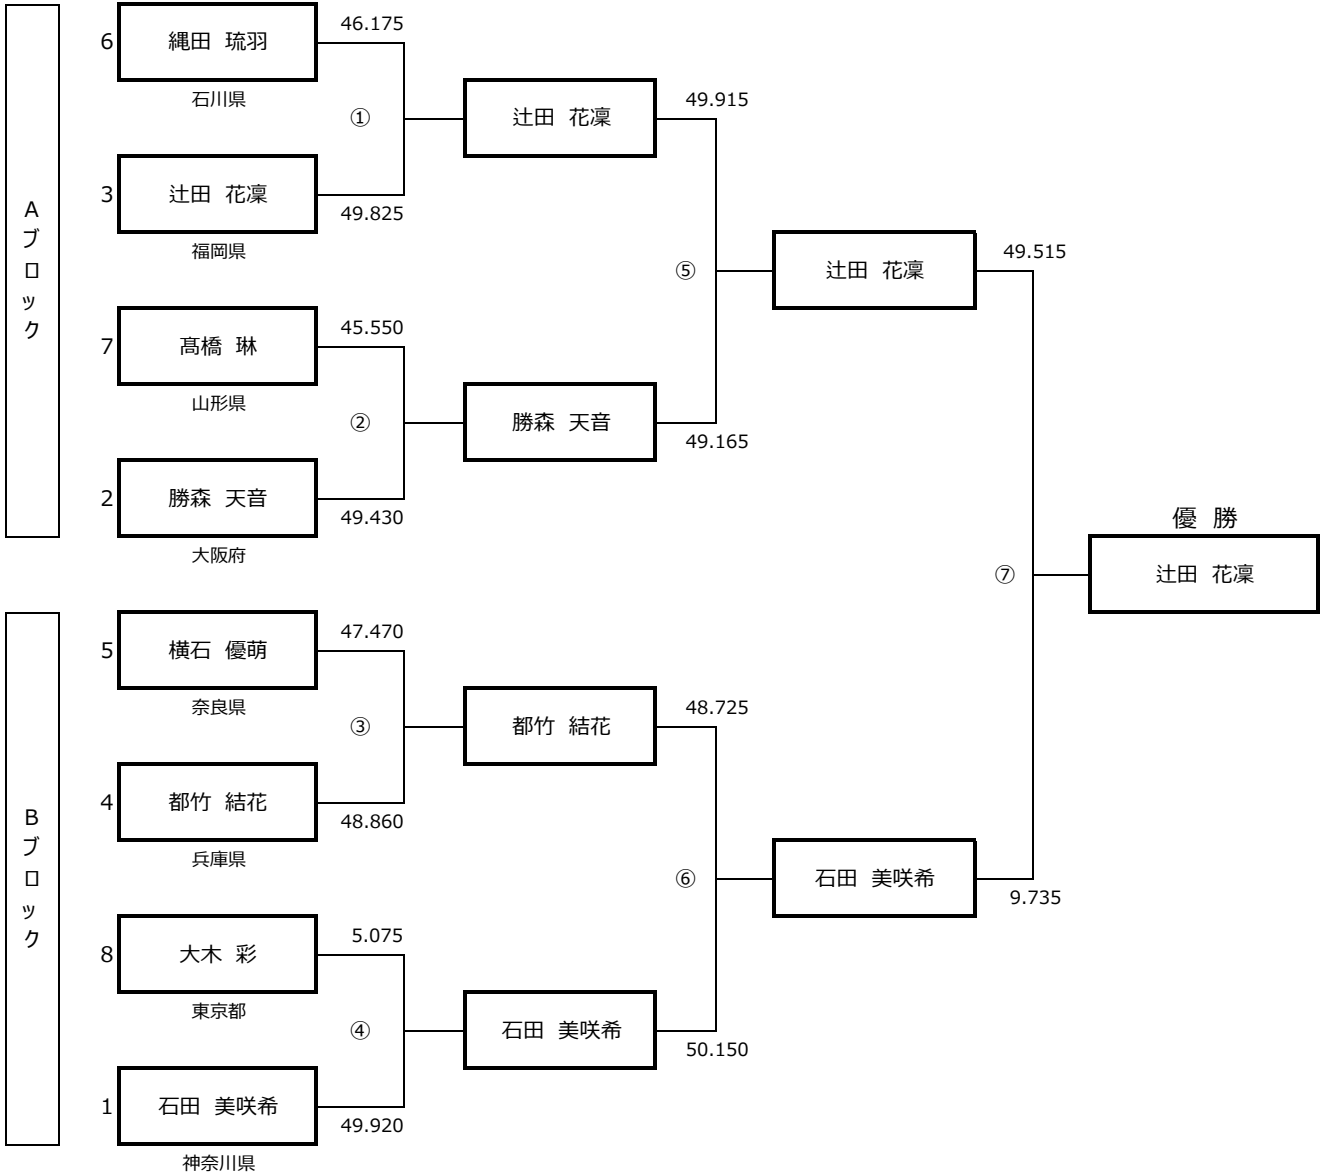 Aブロック
6
縄田 琉羽
石川県
46.175
①
3
辻田 花凜
福岡県
49.825
7
髙橋 琳
山形県
45.550
②
2
勝森 天音
大阪府
49.430
辻田 花凜
49.915
⑤
勝森 天音
49.165
辻田 花凜
49.515
Bブロック
5
横石 優萌
奈良県
47.470
③
4
都竹 結花
兵庫県
48.860
8
大木 彩
東京都
5.075
④
1
石田 美咲希
神奈川県
49.920
都竹 結花
48.725
⑥
石田 美咲希
50.150
石田 美咲希
9.735
⑦
優 勝
辻田 花凜